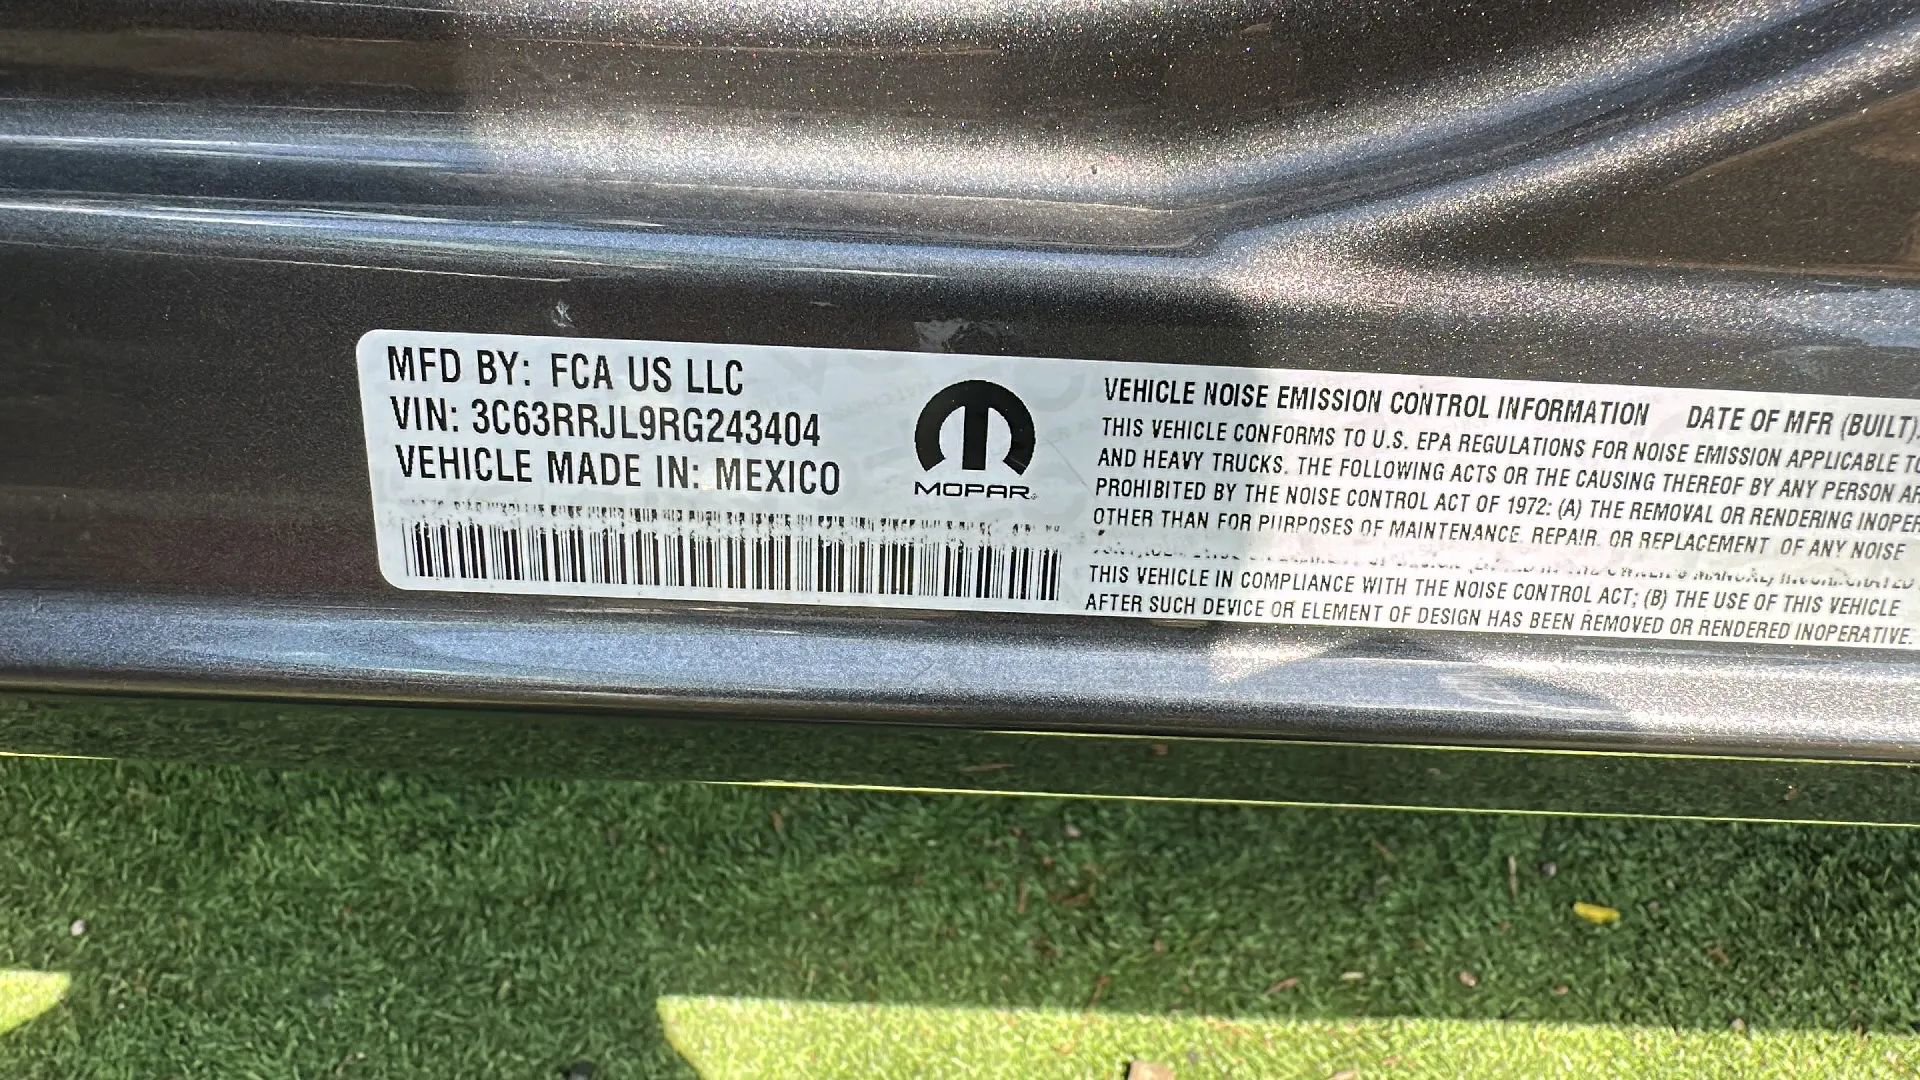 MFD BY: FCA US LLC
VIN: 3C63RRJL9RG243404
VEHICLE MADE IN: MEXICO
MOPAR
VEHICLE NOISE EMISSION CONTROL INFORMATION DATE OF MFR (BUILT)
THIS VEHICLE CONFORMS TO U.S. EPA REGULATIONS FOR NOISE EMISSION APPLICABLE TO
AND HEAVY TRUCKS. THE FOLLOWING ACTS OR THE CAUSING THEREOF BY ANY PERSON AR
PROHIBITED BY THE NOISE CONTROL ACT OF 1972: (A) THE REMOVAL OR RENDERING INOPER
OTHER THAN FOR PURPOSES OF MAINTENANCE, REPAIR, OR REPLACEMENT OF ANY NOISE
THIS VEHICLE IN COMPLIANCE WITH THE NOISE CONTROL ACT; (B) THE USE OF THIS VEHICLE
AFTER SUCH DEVICE OR ELEMENT OF DESIGN HAS BEEN REMOVED OR RENDERED INOPERATIVE.